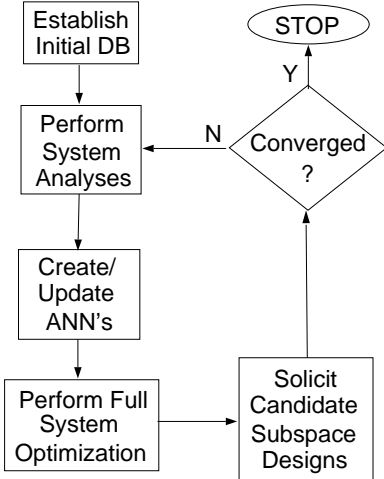 Establish
Initial DB
STOP
Y
Perform
System
Analyses
N
Converged
?
Create/
Update
ANN's
Perform Full
System
Optimization
Solicit
Candidate
Subspace
Designs